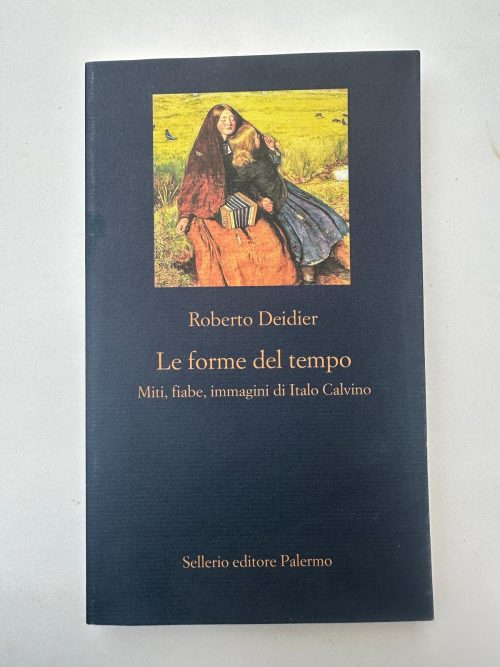 Roberto Deidier
Le forme del tempo
Miti, fiabe, immagini di Italo Calvino
Sellerio editore Palermo